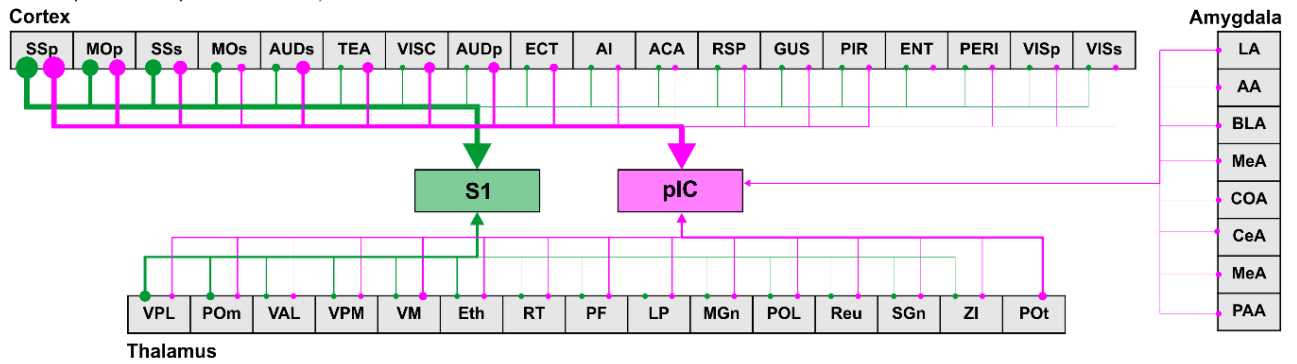 Cortex
Amygdala
SSp MOp SSs MOs AUDs TEA VISC AUDp ECT AI ACA RSP GUS PIR ENT PERI VISp VISs
LA
AA
BLA
MeA
COA
CeA
MeA
PAA
S1 pIC
VPL POm VAL VPM VM Eth RT PF LP MGn POL Reu SGn ZI POt
Thalamus